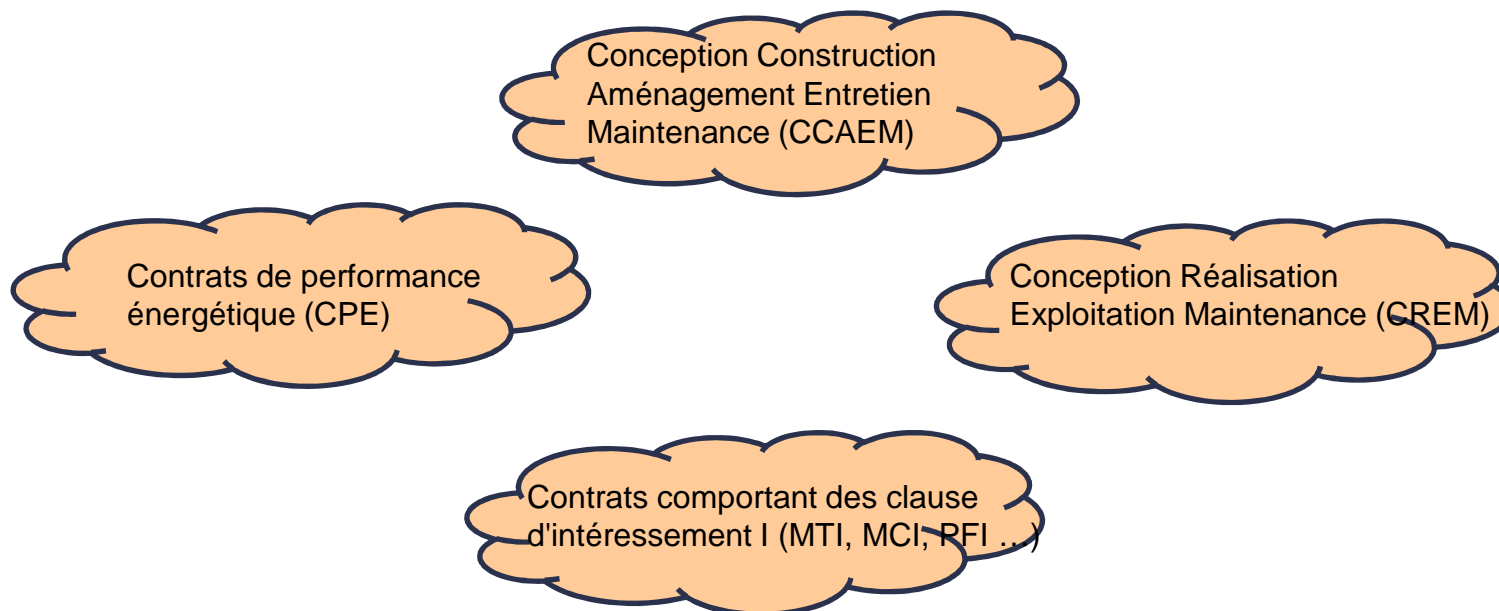 Conception Construction
Aménagement Entretien
Maintenance (CCAEM)
Contrats de performance
énergétique (CPE)
Conception Réalisation
Exploitation Maintenance (CREM)
Contrats comportant des clause
d'intéressement I (MTI, MCI, PFI ...)